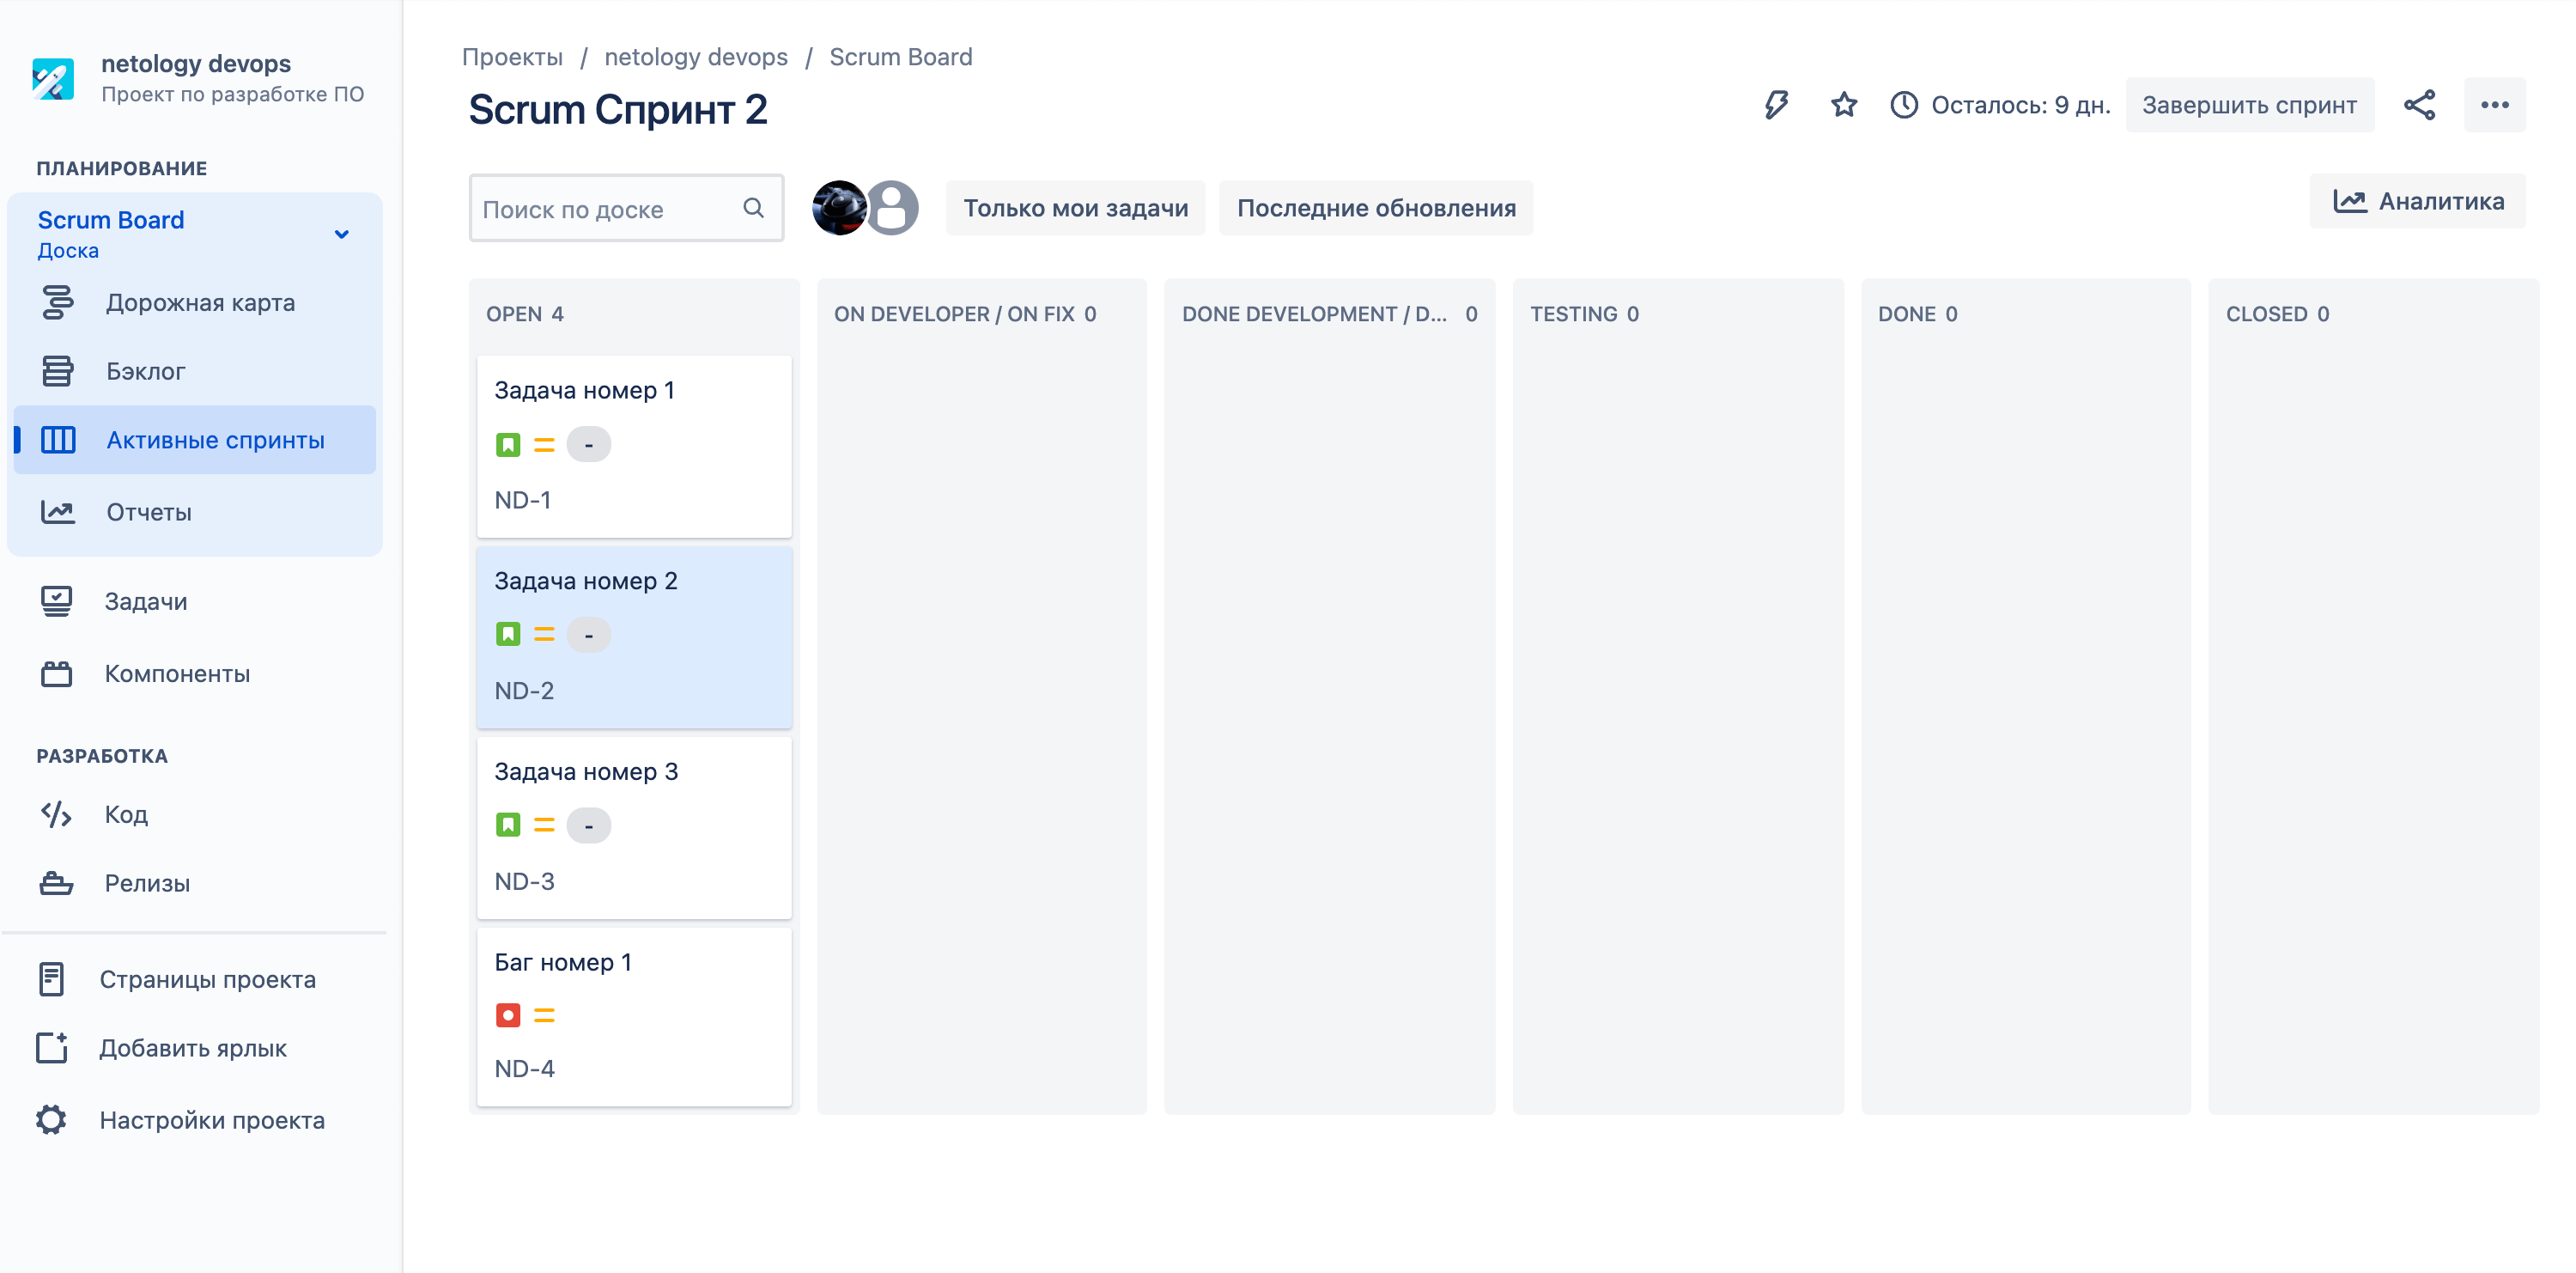 netology devops
Проект по разработке ПО
ПЛАНИРОВАНИЕ
Scrum Board
Доска
Дорожная карта
Бэклог
Активные спринты
Отчеты
Задачи
Компоненты
РАЗРАБОТКА
Код
Релизы
Страницы проекта
Добавить ярлык
Настройки проекта
Проекты / netology devops / Scrum Board
Scrum Спринт 2
Осталось: 9 дн.
Завершить спринт
Поиск по доске
Только мои задачи
Последние обновления
Аналитика
OPEN 4
Задача номер 1
-
ND-1
Задача номер 2
-
ND-2
Задача номер 3
-
ND-3
Баг номер 1
ND-4
ON DEVELOPER / ON FIX 0
DONE DEVELOPMENT / D... 0
TESTING 0
DONE 0
CLOSED 0